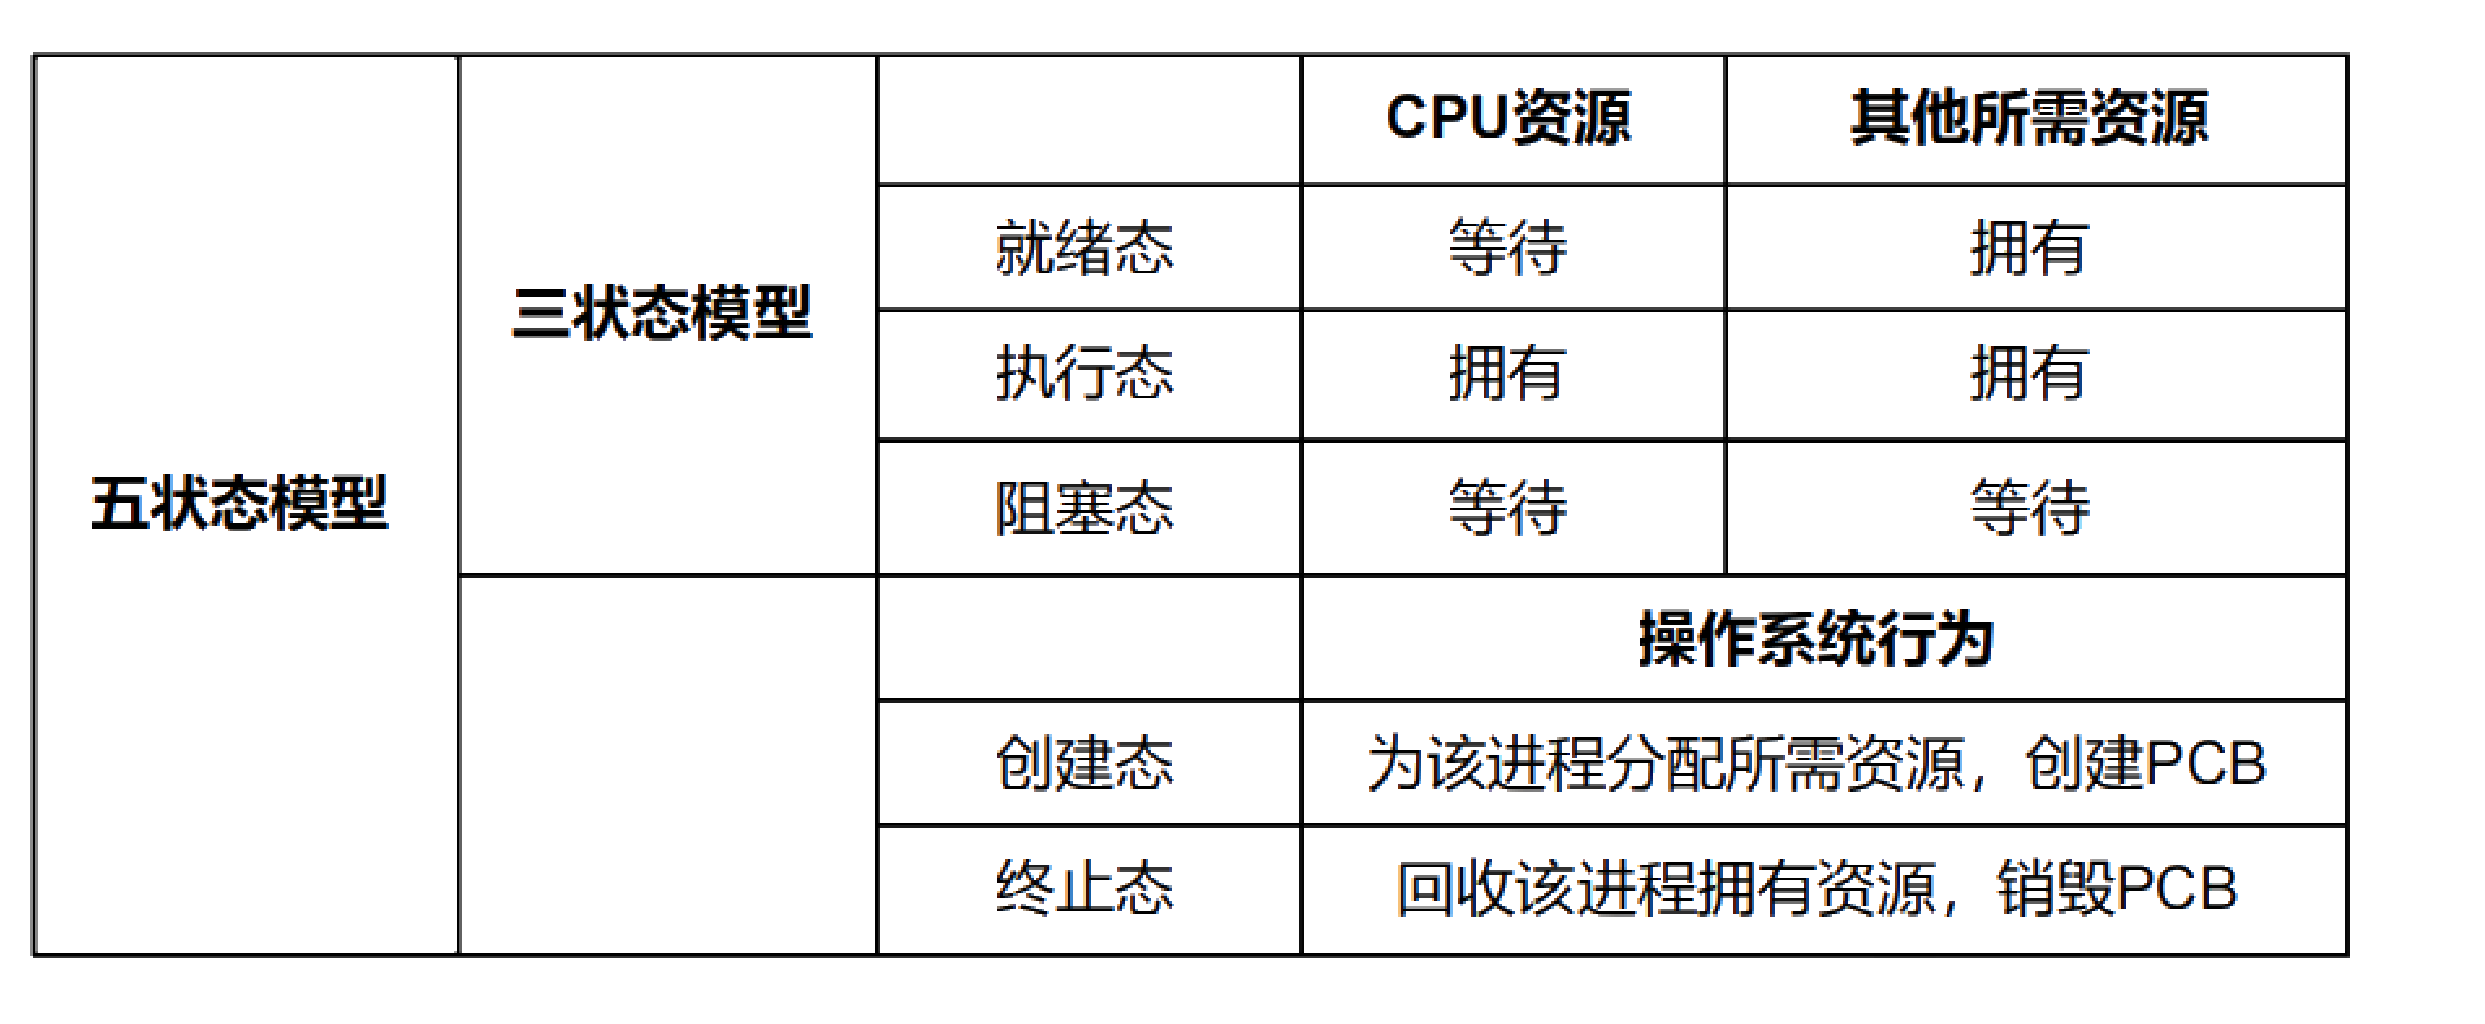 CPU资源 其他所需资源
就绪态 等待 拥有
三状态模型
执行态 拥有 拥有
五状态模型
阻塞态 等待 等待
操作系统行为
创建态 为该进程分配所需资源，创建PCB
终止态 回收该进程拥有资源，销毁PCB